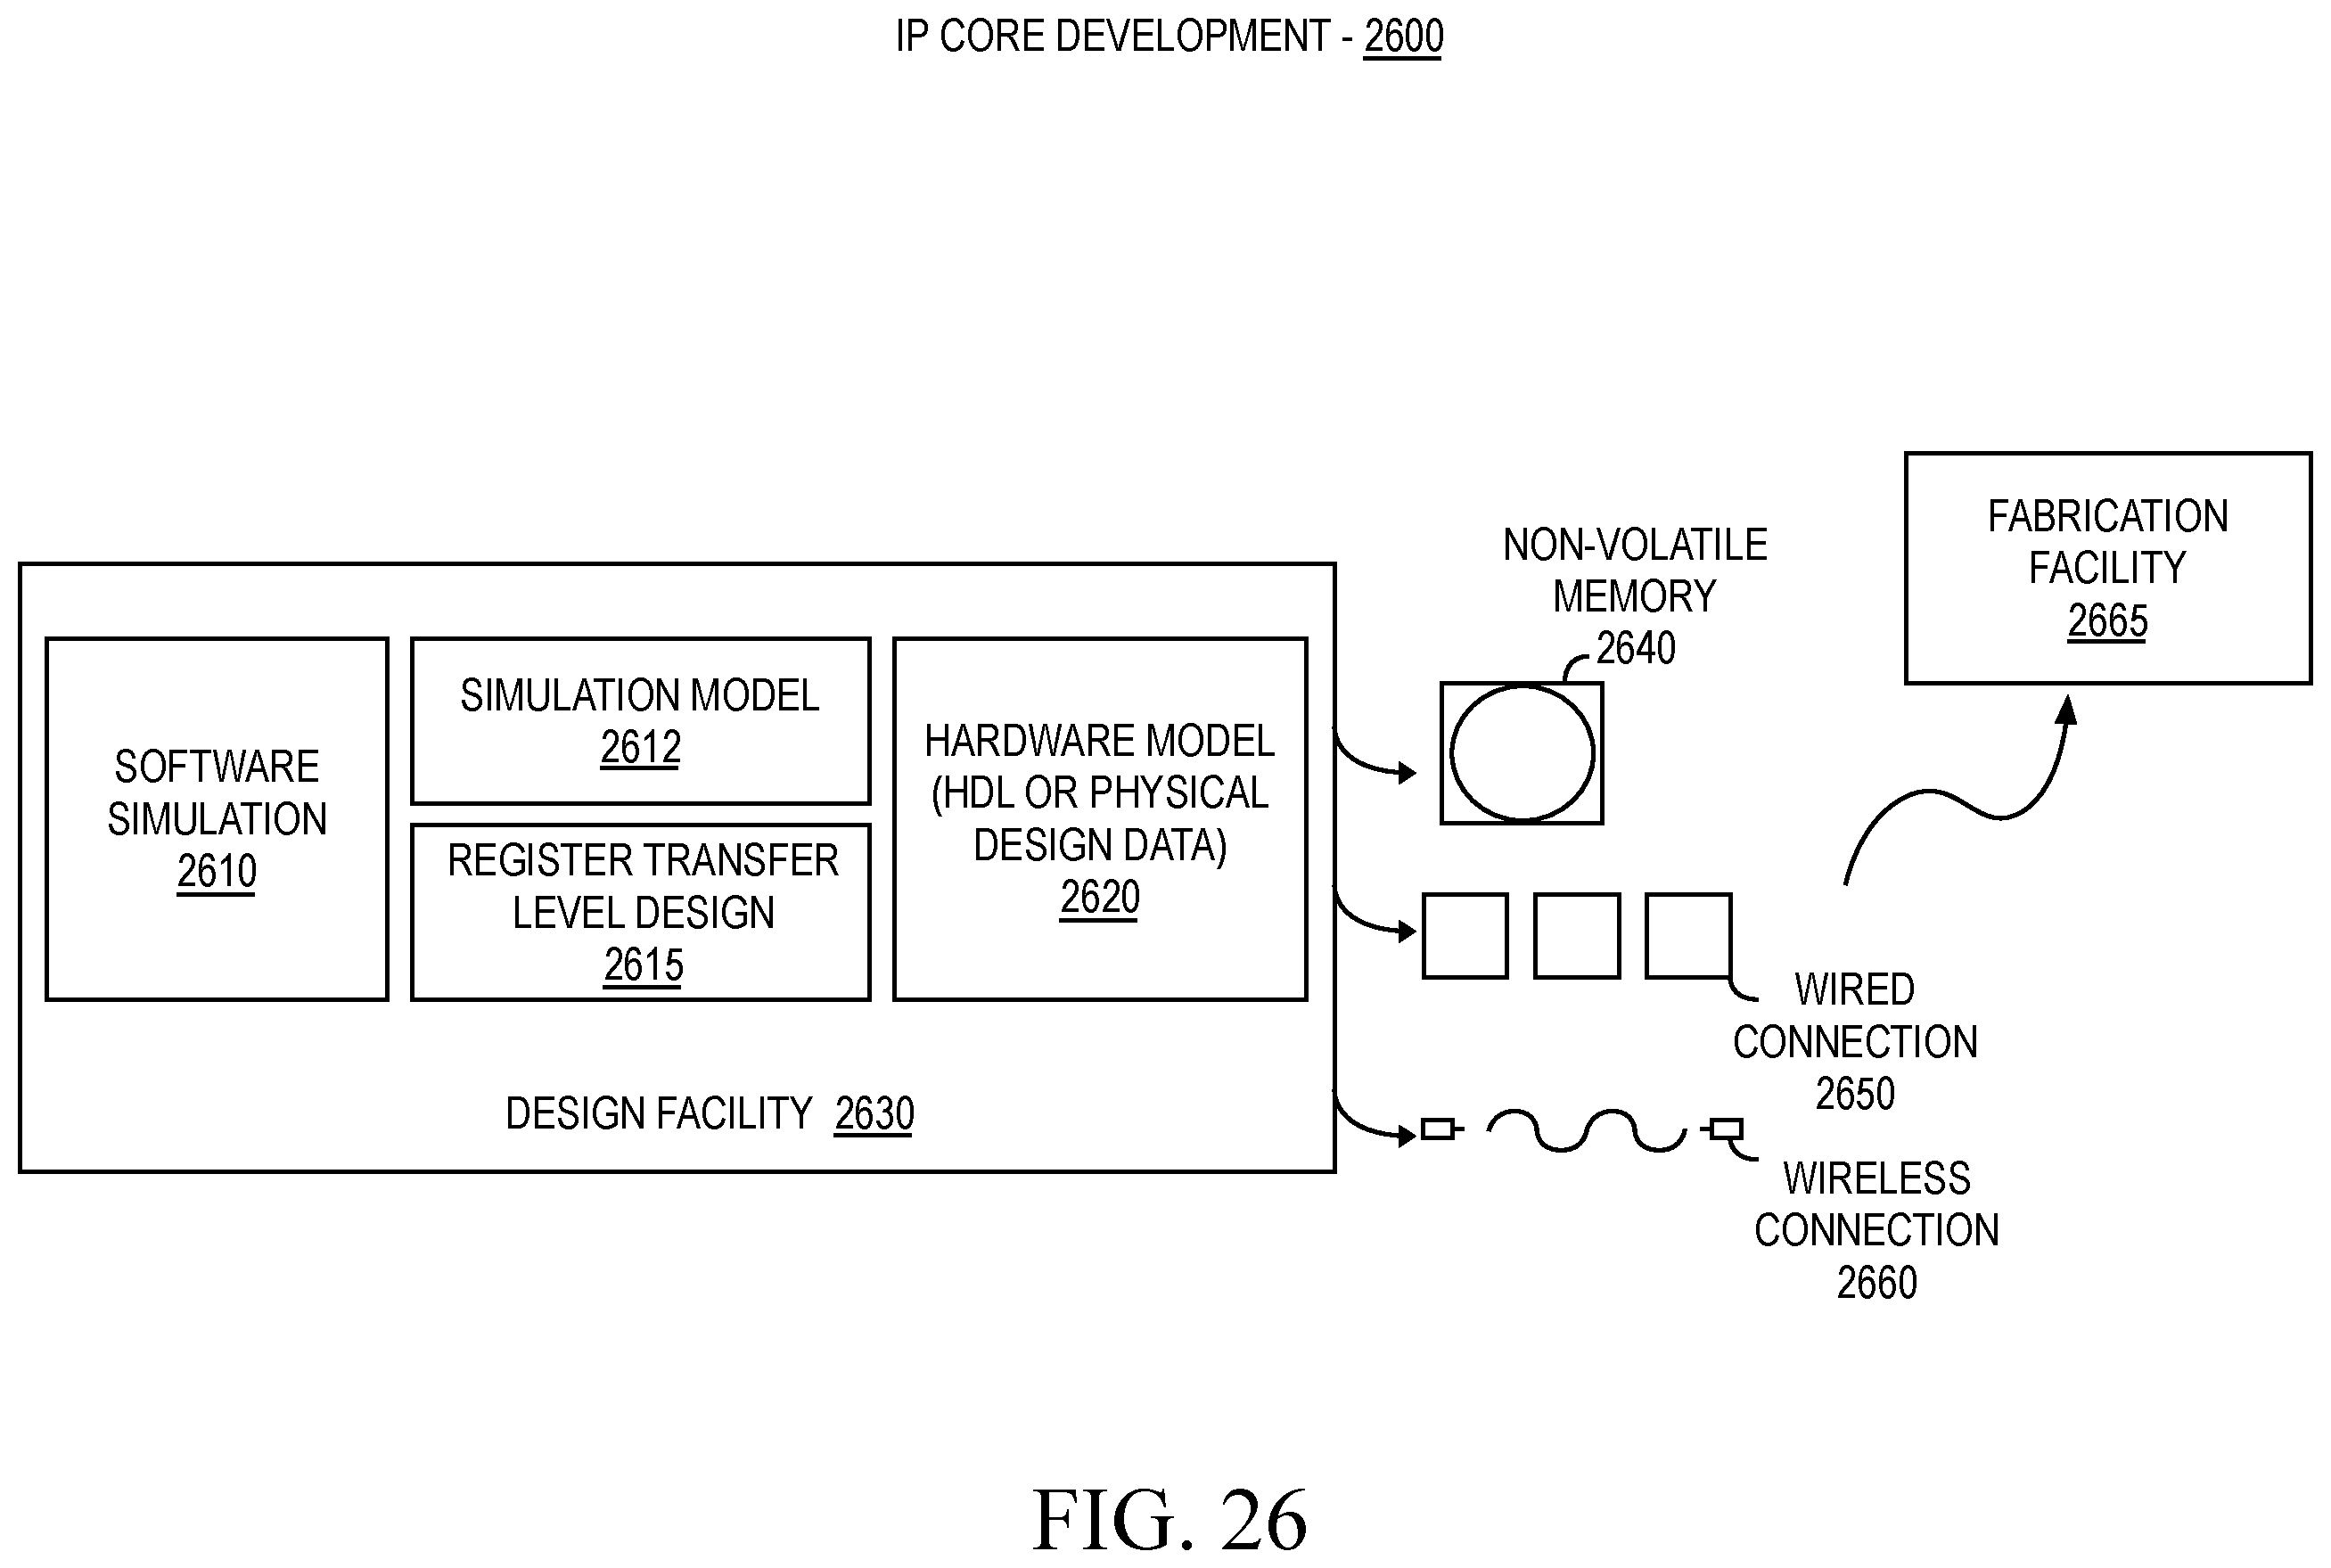 IP CORE DEVELOPMENT - 2600
SOFTWARE
SIMULATION
2610
SIMULATION MODEL
2612
REGISTER TRANSFER
LEVEL DESIGN
2615
HARDWARE MODEL
(HDL OR PHYSICAL
DESIGN DATA)
2620
DESIGN FACILITY 2630
NON-VOLATILE
MEMORY
2640
WIRED
CONNECTION
2650
WIRELESS
CONNECTION
2660
FABRICATION
FACILITY
2665
FIG. 26